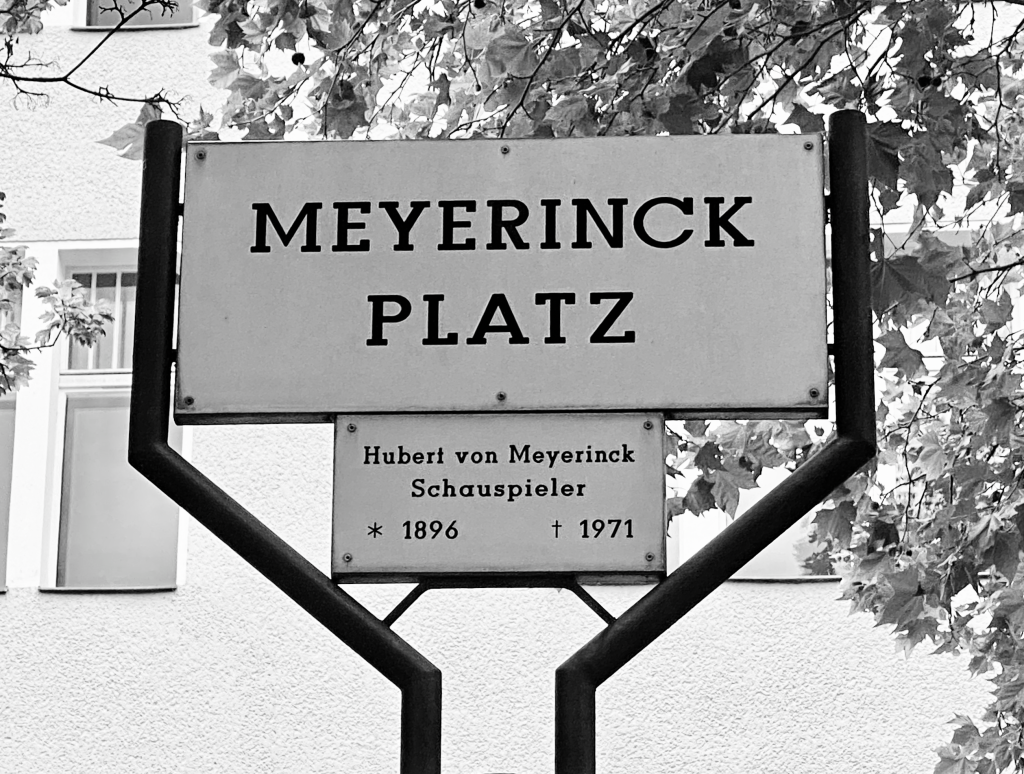 MEYERINCK
PLATZ
Hubert von Meyerinck
Schauspieler
* 1896 † 1971